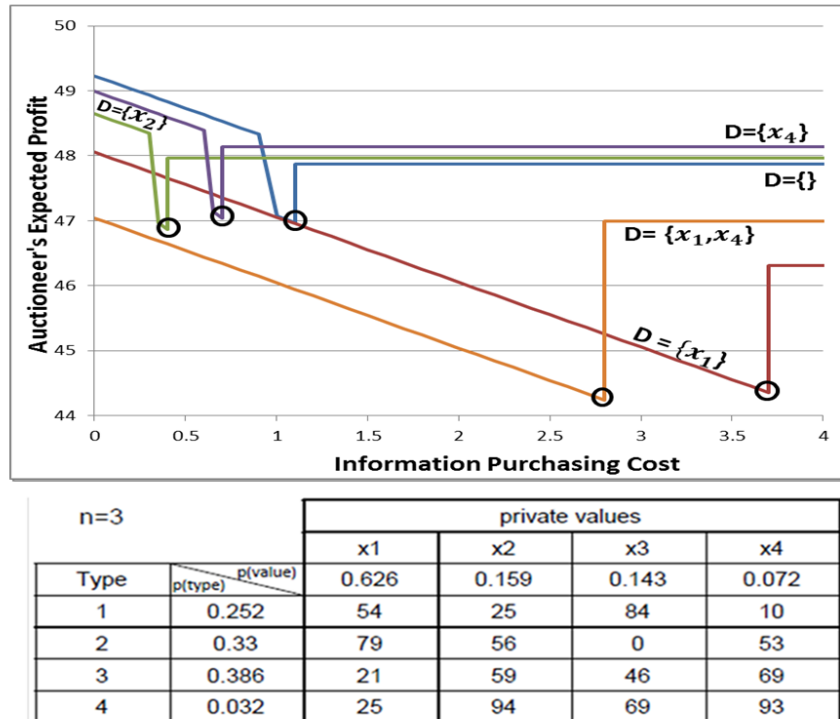 50
49
48
47
46
45
44
Auctioneer's Expected Profit
D={x₂}
D={x₄}
D={}
D= {x₁,x₄}
D = {x₁}
0 0.5 1 1.5 2 2.5 3 3.5 4
Information Purchasing Cost
n=3 private values
x1 x2 x3 x4
Type p(type) p(value) 0.626 0.159 0.143 0.072
1 0.252 54 25 84 10
2 0.33 79 56 0 53
3 0.386 21 59 46 69
4 0.032 25 94 69 93